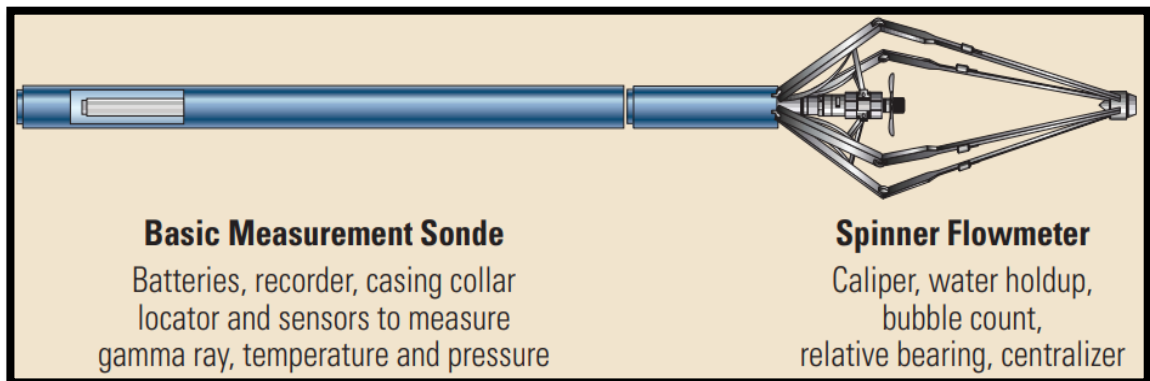 Basic Measurement Sonde
Batteries, recorder, casing collar
locator and sensors to measure
gamma ray, temperature and pressure
Spinner Flowmeter
Caliper, water holdup,
bubble count,
relative bearing, centralizer